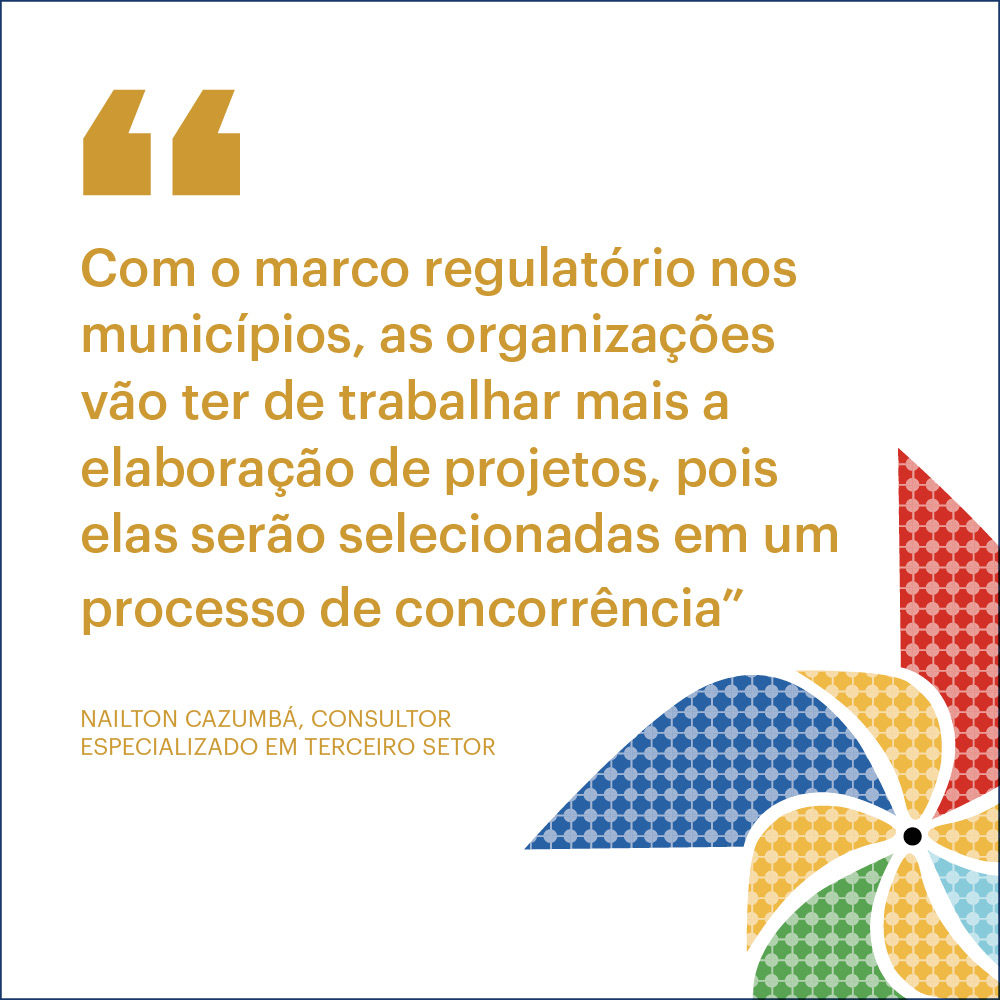 “
Com o marco regulatório nos
municípios, as organizações
vão ter de trabalhar mais a
elaboração de projetos, pois
elas serão selecionadas em um
processo de concorrência”
NAILTON CAZUMBÁ, CONSULTOR
ESPECIALIZADO EM TERCEIRO SETOR